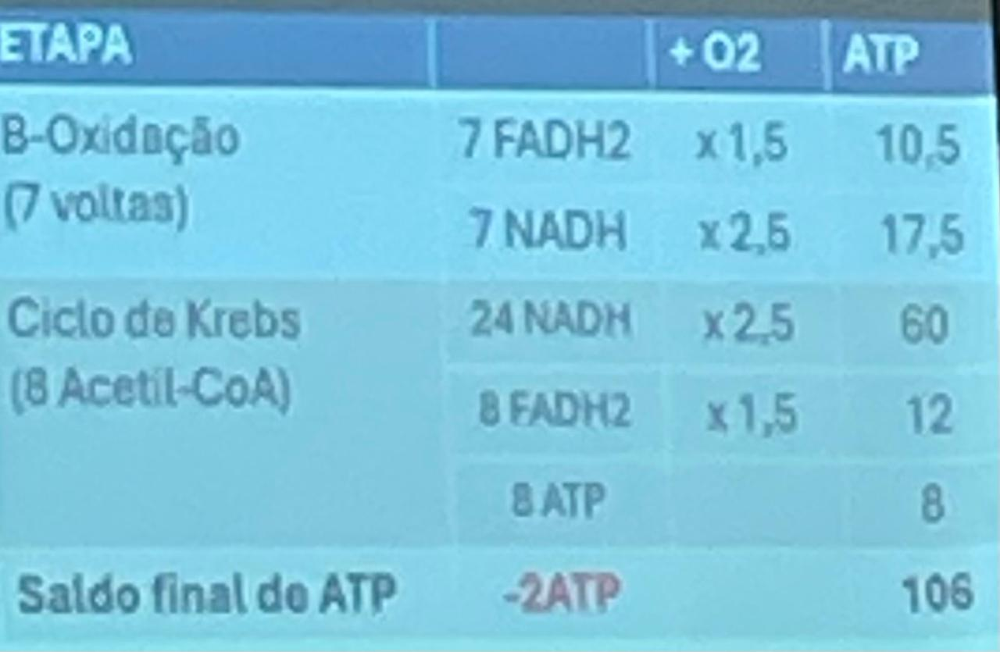 ETAPA + O2 ATP
B-Oxidação 7 FADH2 x 1,5 10,5
(7 voltas) 7 NADH x 2,5 17,5
Ciclo de Krebs 24 NADH x 2,5 60
(8 Acetil-CoA) 8 FADH2 x 1,5 12
8 ATP 8
Saldo final de ATP -2ATP 106